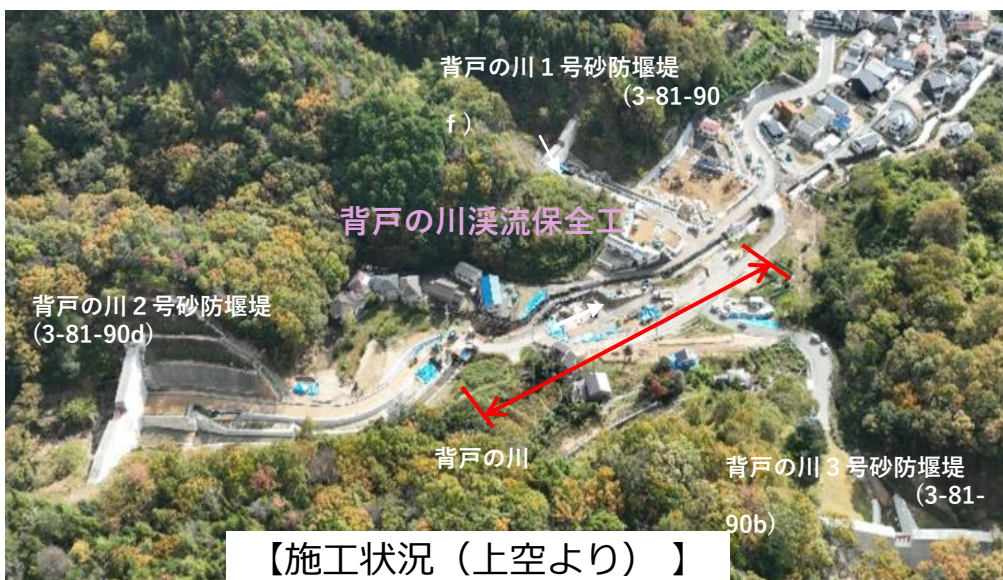 背戸の川１号砂防堰堤
(3-81-90
f )
背戸の川渓流保全工
背戸の川２号砂防堰堤
(3-81-90d)
背戸の川
背戸の川３号砂防堰堤
(3-81-
90b)
【施工状況（上空より） 】